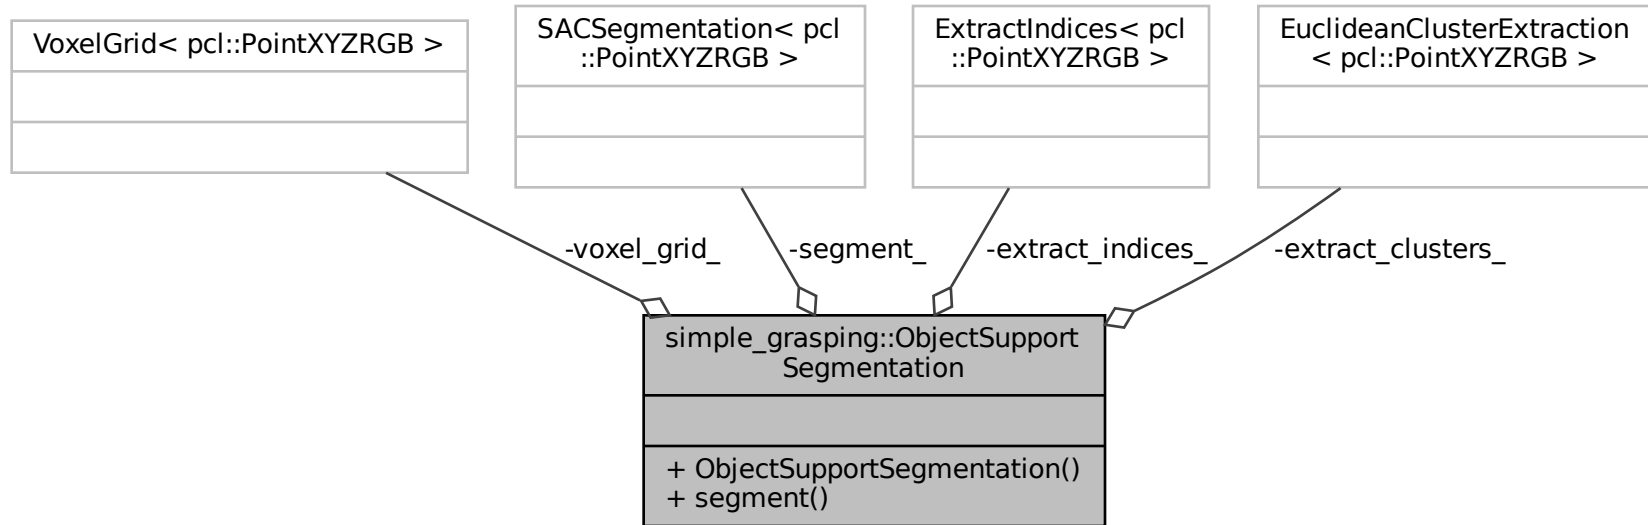 VoxelGrid< pcl::PointXYZRGB >
SACSegmentation< pcl
::PointXYZRGB >
ExtractIndices< pcl
::PointXYZRGB >
EuclideanClusterExtraction
< pcl::PointXYZRGB >
-voxel_grid_
-segment_
-extract_indices_
-extract_clusters_
simple_grasping::ObjectSupport
Segmentation
+ ObjectSupportSegmentation()
+ segment()